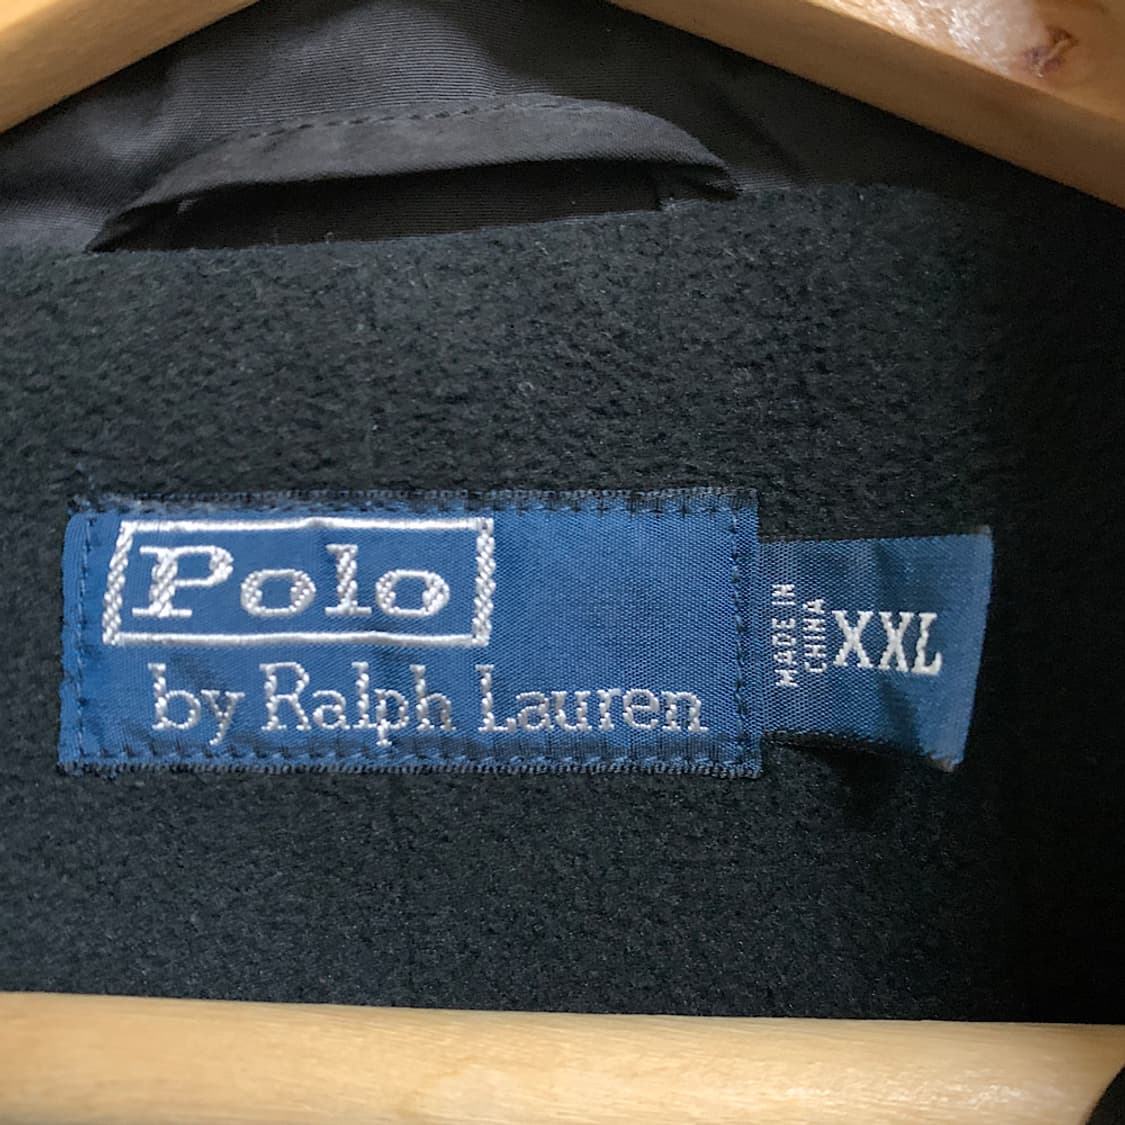 Polo
by Ralph Lauren
MADE IN
CHINA
XXL